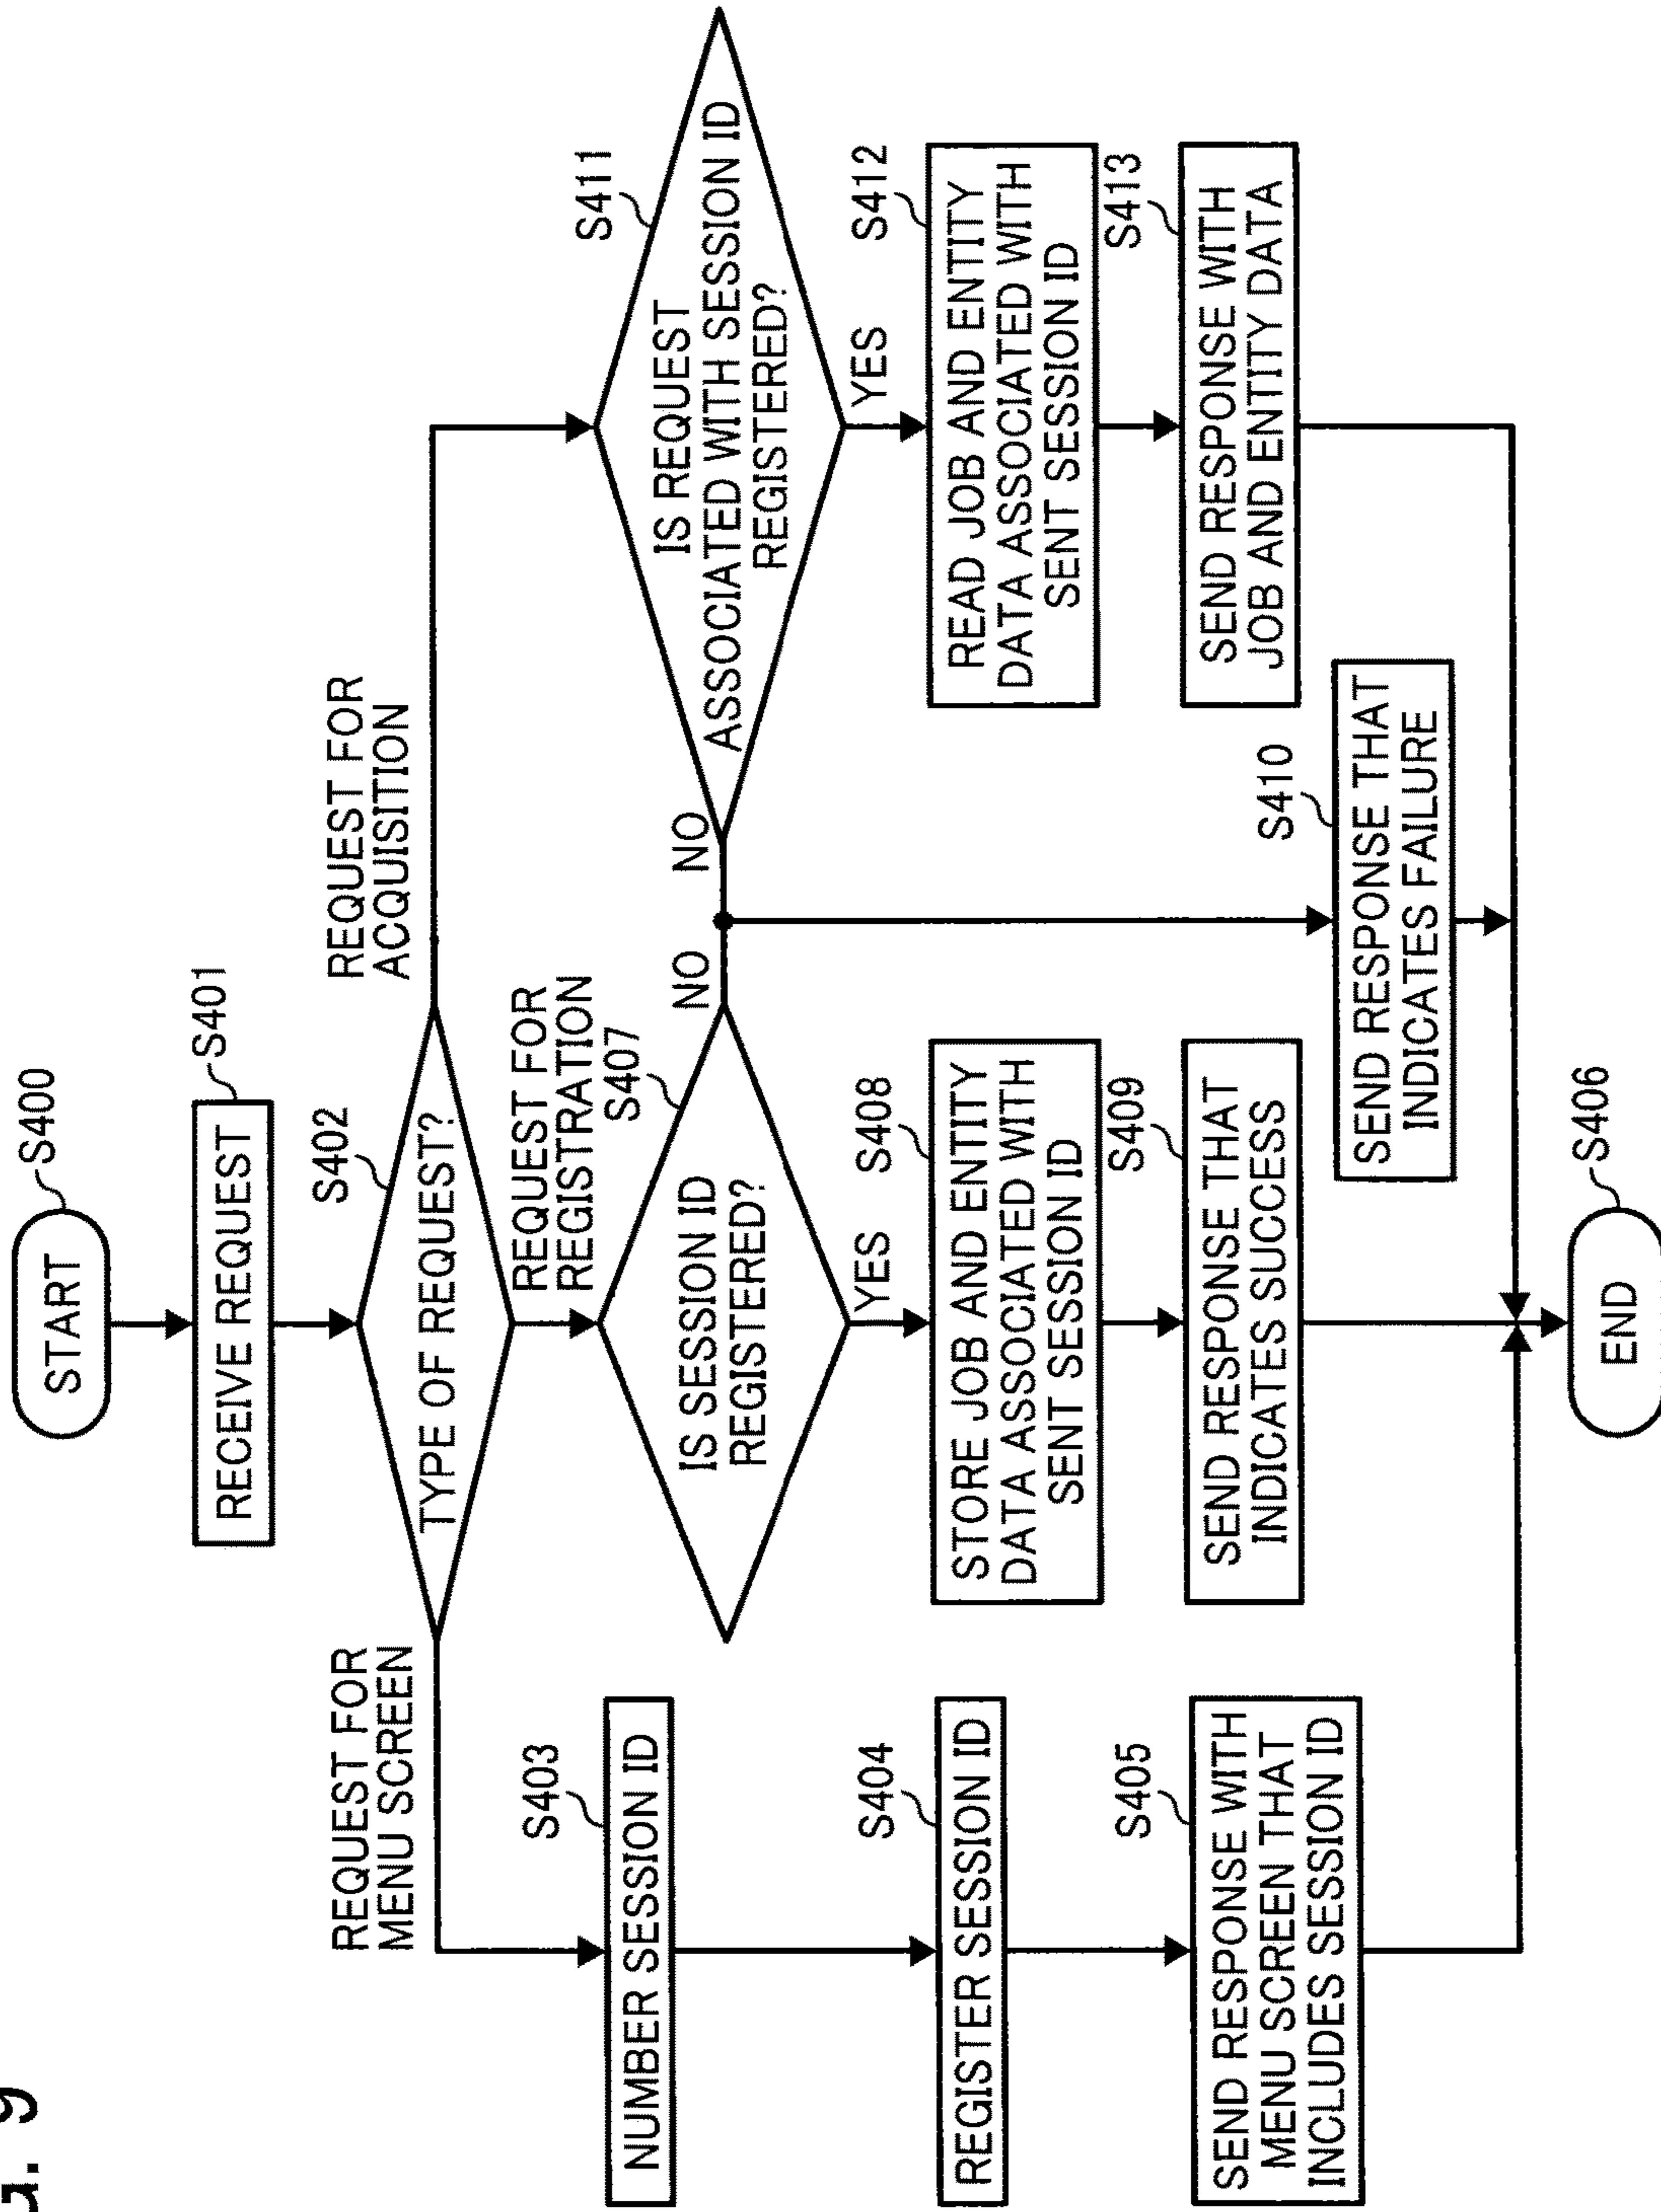 G. 9
START
S400
RECEIVE REQUEST
S401
S402
TYPE OF REQUEST?
REQUEST FOR
MENU SCREEN
REQUEST FOR
REGISTRATION
REQUEST FOR
ACQUISITION
S403
NUMBER SESSION ID
S404
REGISTER SESSION ID
S405
SEND RESPONSE WITH
MENU SCREEN THAT
INCLUDES SESSION ID
S407
IS SESSION ID
REGISTERED?
NO
YES
S408
STORE JOB AND ENTITY
DATA ASSOCIATED WITH
SENT SESSION ID
S409
SEND RESPONSE THAT
INDICATES SUCCESS
S411
IS REQUEST
ASSOCIATED WITH SESSION ID
REGISTERED?
NO
YES
S412
READ JOB AND ENTITY
DATA ASSOCIATED WITH
SENT SESSION ID
S413
SEND RESPONSE WITH
JOB AND ENTITY DATA
S410
SEND RESPONSE THAT
INDICATES FAILURE
END
S406